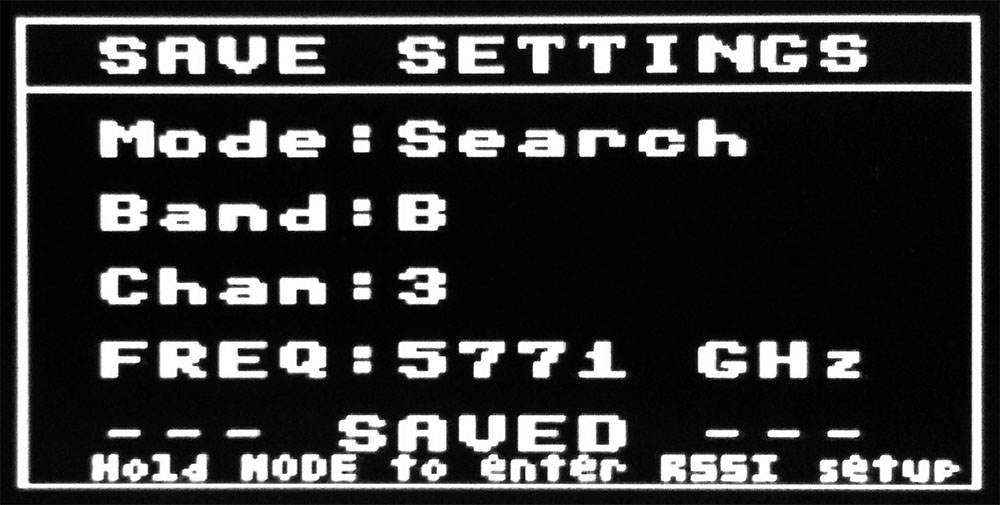 SAVE SETTINGS
Mode:Search
Band:B
Chan:3
FREQ:5771 GHz
--- SAVED ---
Hold MODE to enter RSSI setup